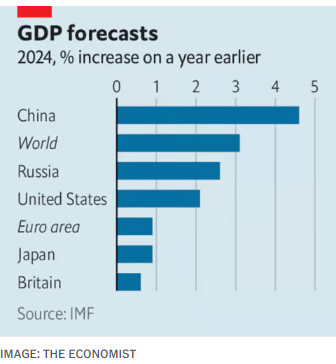 GDP forecasts
2024, % increase on a year earlier
0 1 2 3 4 5
China
World
Russia
United States
Euro area
Japan
Britain
Source: IMF
IMAGE: THE ECONOMIST